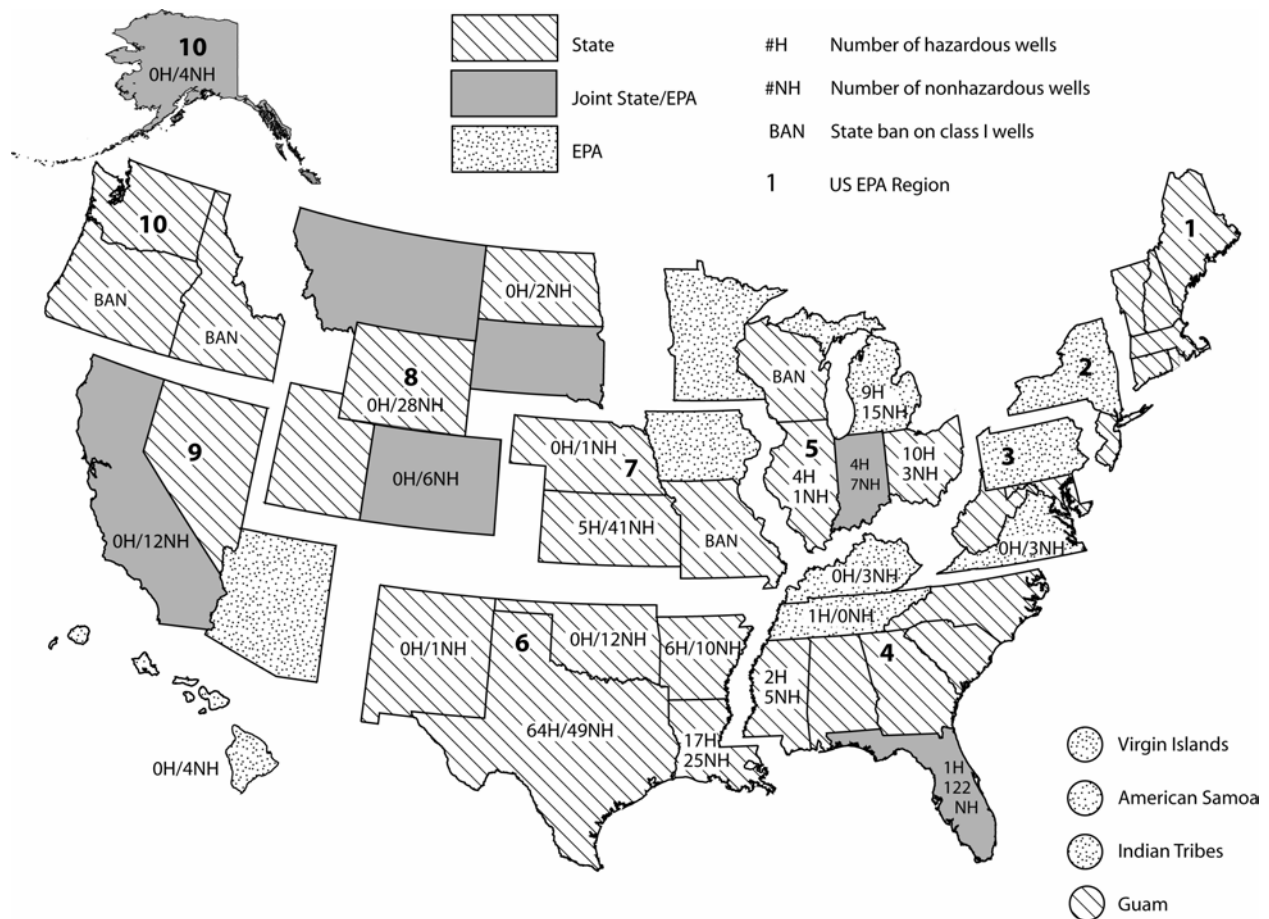 10
0H/4NH
State
Joint State/EPA
EPA
#H Number of hazardous wells
#NH Number of nonhazardous wells
BAN State ban on class I wells
1 US EPA Region
10
BAN
BAN
0H/2NH
8
0H/28NH
9
0H/12NH
0H/6NH
0H/1NH
7
5H/41NH
BAN
BAN
9H
15NH
5
4H
1NH
4H
7NH
10H
3NH
1
2
3
0H/3NH
0H/3NH
1H/0NH
0H/1NH
6
0H/12NH
6H/10NH
64H/49NH
17H
25NH
2H
5NH
4
1H
122
NH
0H/4NH
Virgin Islands
American Samoa
Indian Tribes
Guam